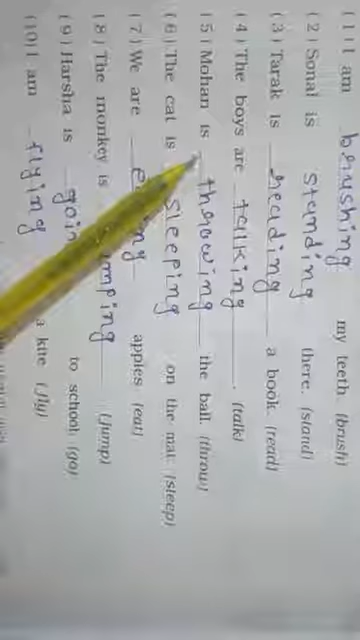 (1) I am brushing my teeth. (brush)
(2) Sonal is standing there. (stand)
(3) Tarak is reading a book. (read)
(4) The boys are talking. (talk)
(5) Mohan is throwing the ball. (throw)
(6) The cat is sleeping on the mat. (sleep)
(7) We are apples (eat)
(8) The monkey is (Jump)
(9) Harsha is to school. (go)
(10) I am flying a kite (fly)